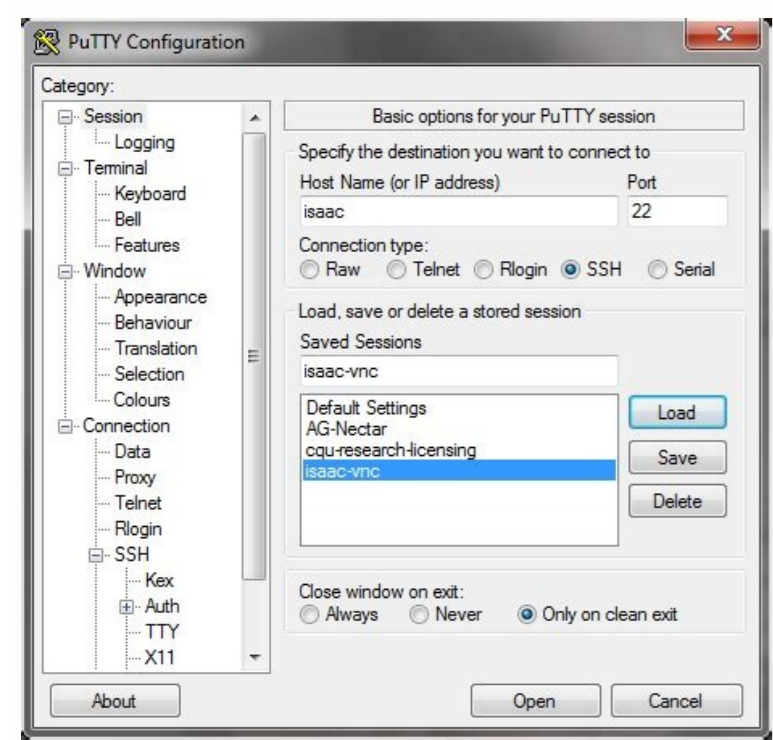 PuTTY Configuration
Category:
Session
Logging
Terminal
Keyboard
Bell
Features
Window
Appearance
Behaviour
Translation
Selection
Colours
Connection
Data
Proxy
Telnet
Rlogin
SSH
Kex
Auth
TTY
X11
Basic options for your PuTTY session
Specify the destination you want to connect to
Host Name (or IP address) Port
isaac 22
Connection type:
Raw Telnet Rlogin SSH Serial
Load, save or delete a stored session
Saved Sessions
isaac-vnc
Default Settings
AG-Nectar
cqu-research-licensing
isaac-vnc
Load
Save
Delete
Close window on exit:
Always Never Only on clean exit
About Open Cancel